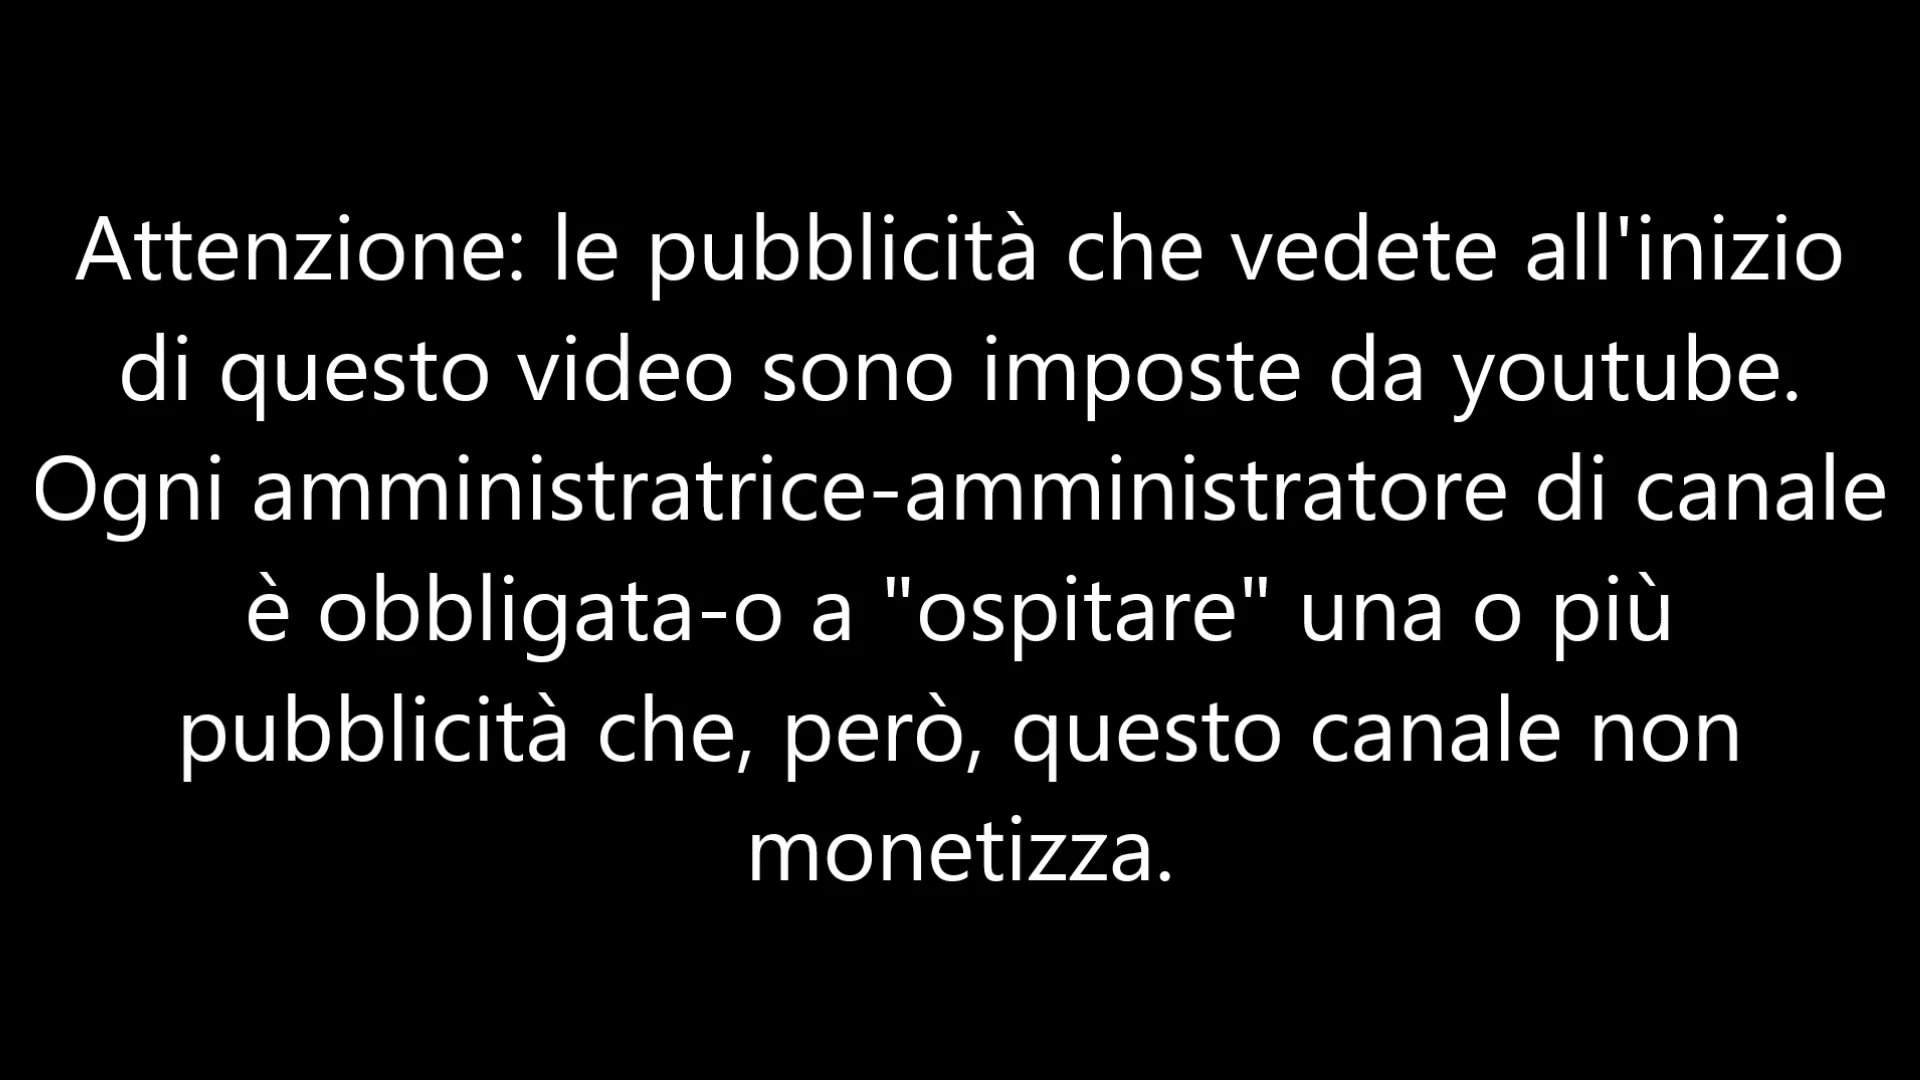 Attenzione: le pubblicità che vedete all'inizio
di questo video sono imposte da youtube.
Ogni amministratrice-amministratore di canale
è obbligata-o a "ospitare" una o più
pubblicità che, però, questo canale non
monetizza.